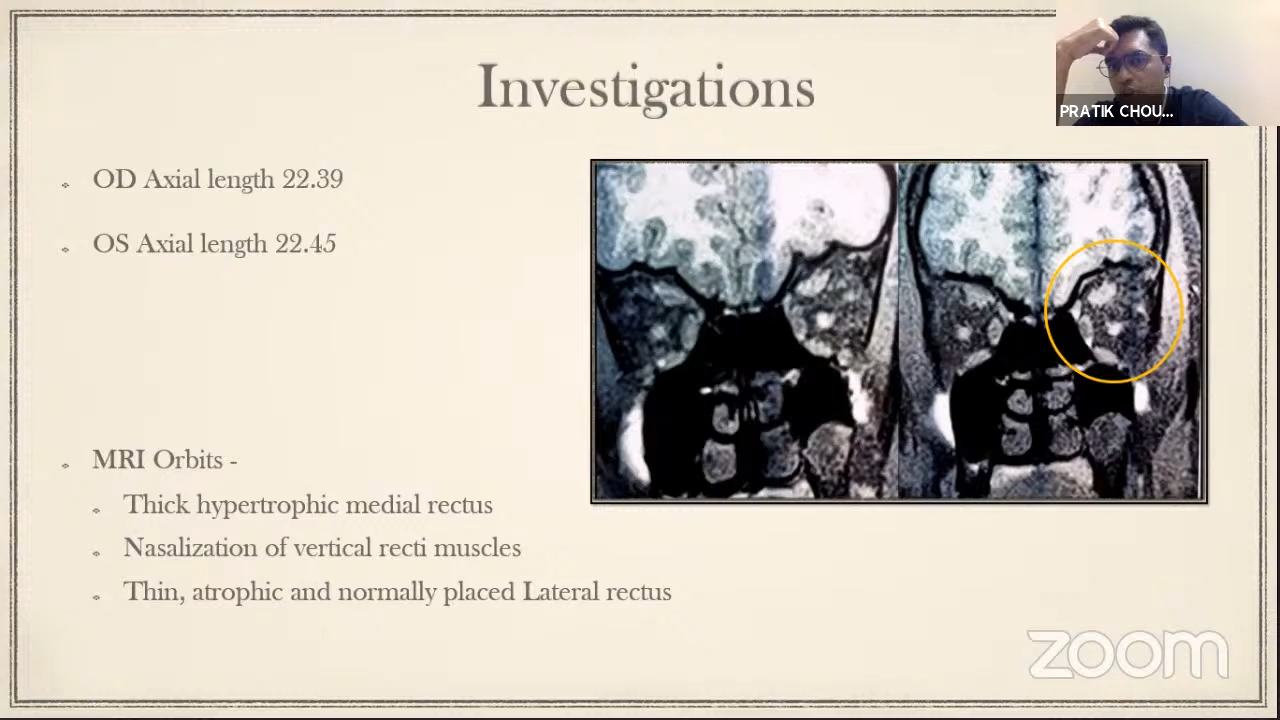 Investigations
PRATIK CHOU...
OD Axial length 22.39
OS Axial length 22.45
MRI Orbits -
Thick hypertrophic medial rectus
Nasalization of vertical recti muscles
Thin, atrophic and normally placed Lateral rectus
zoom